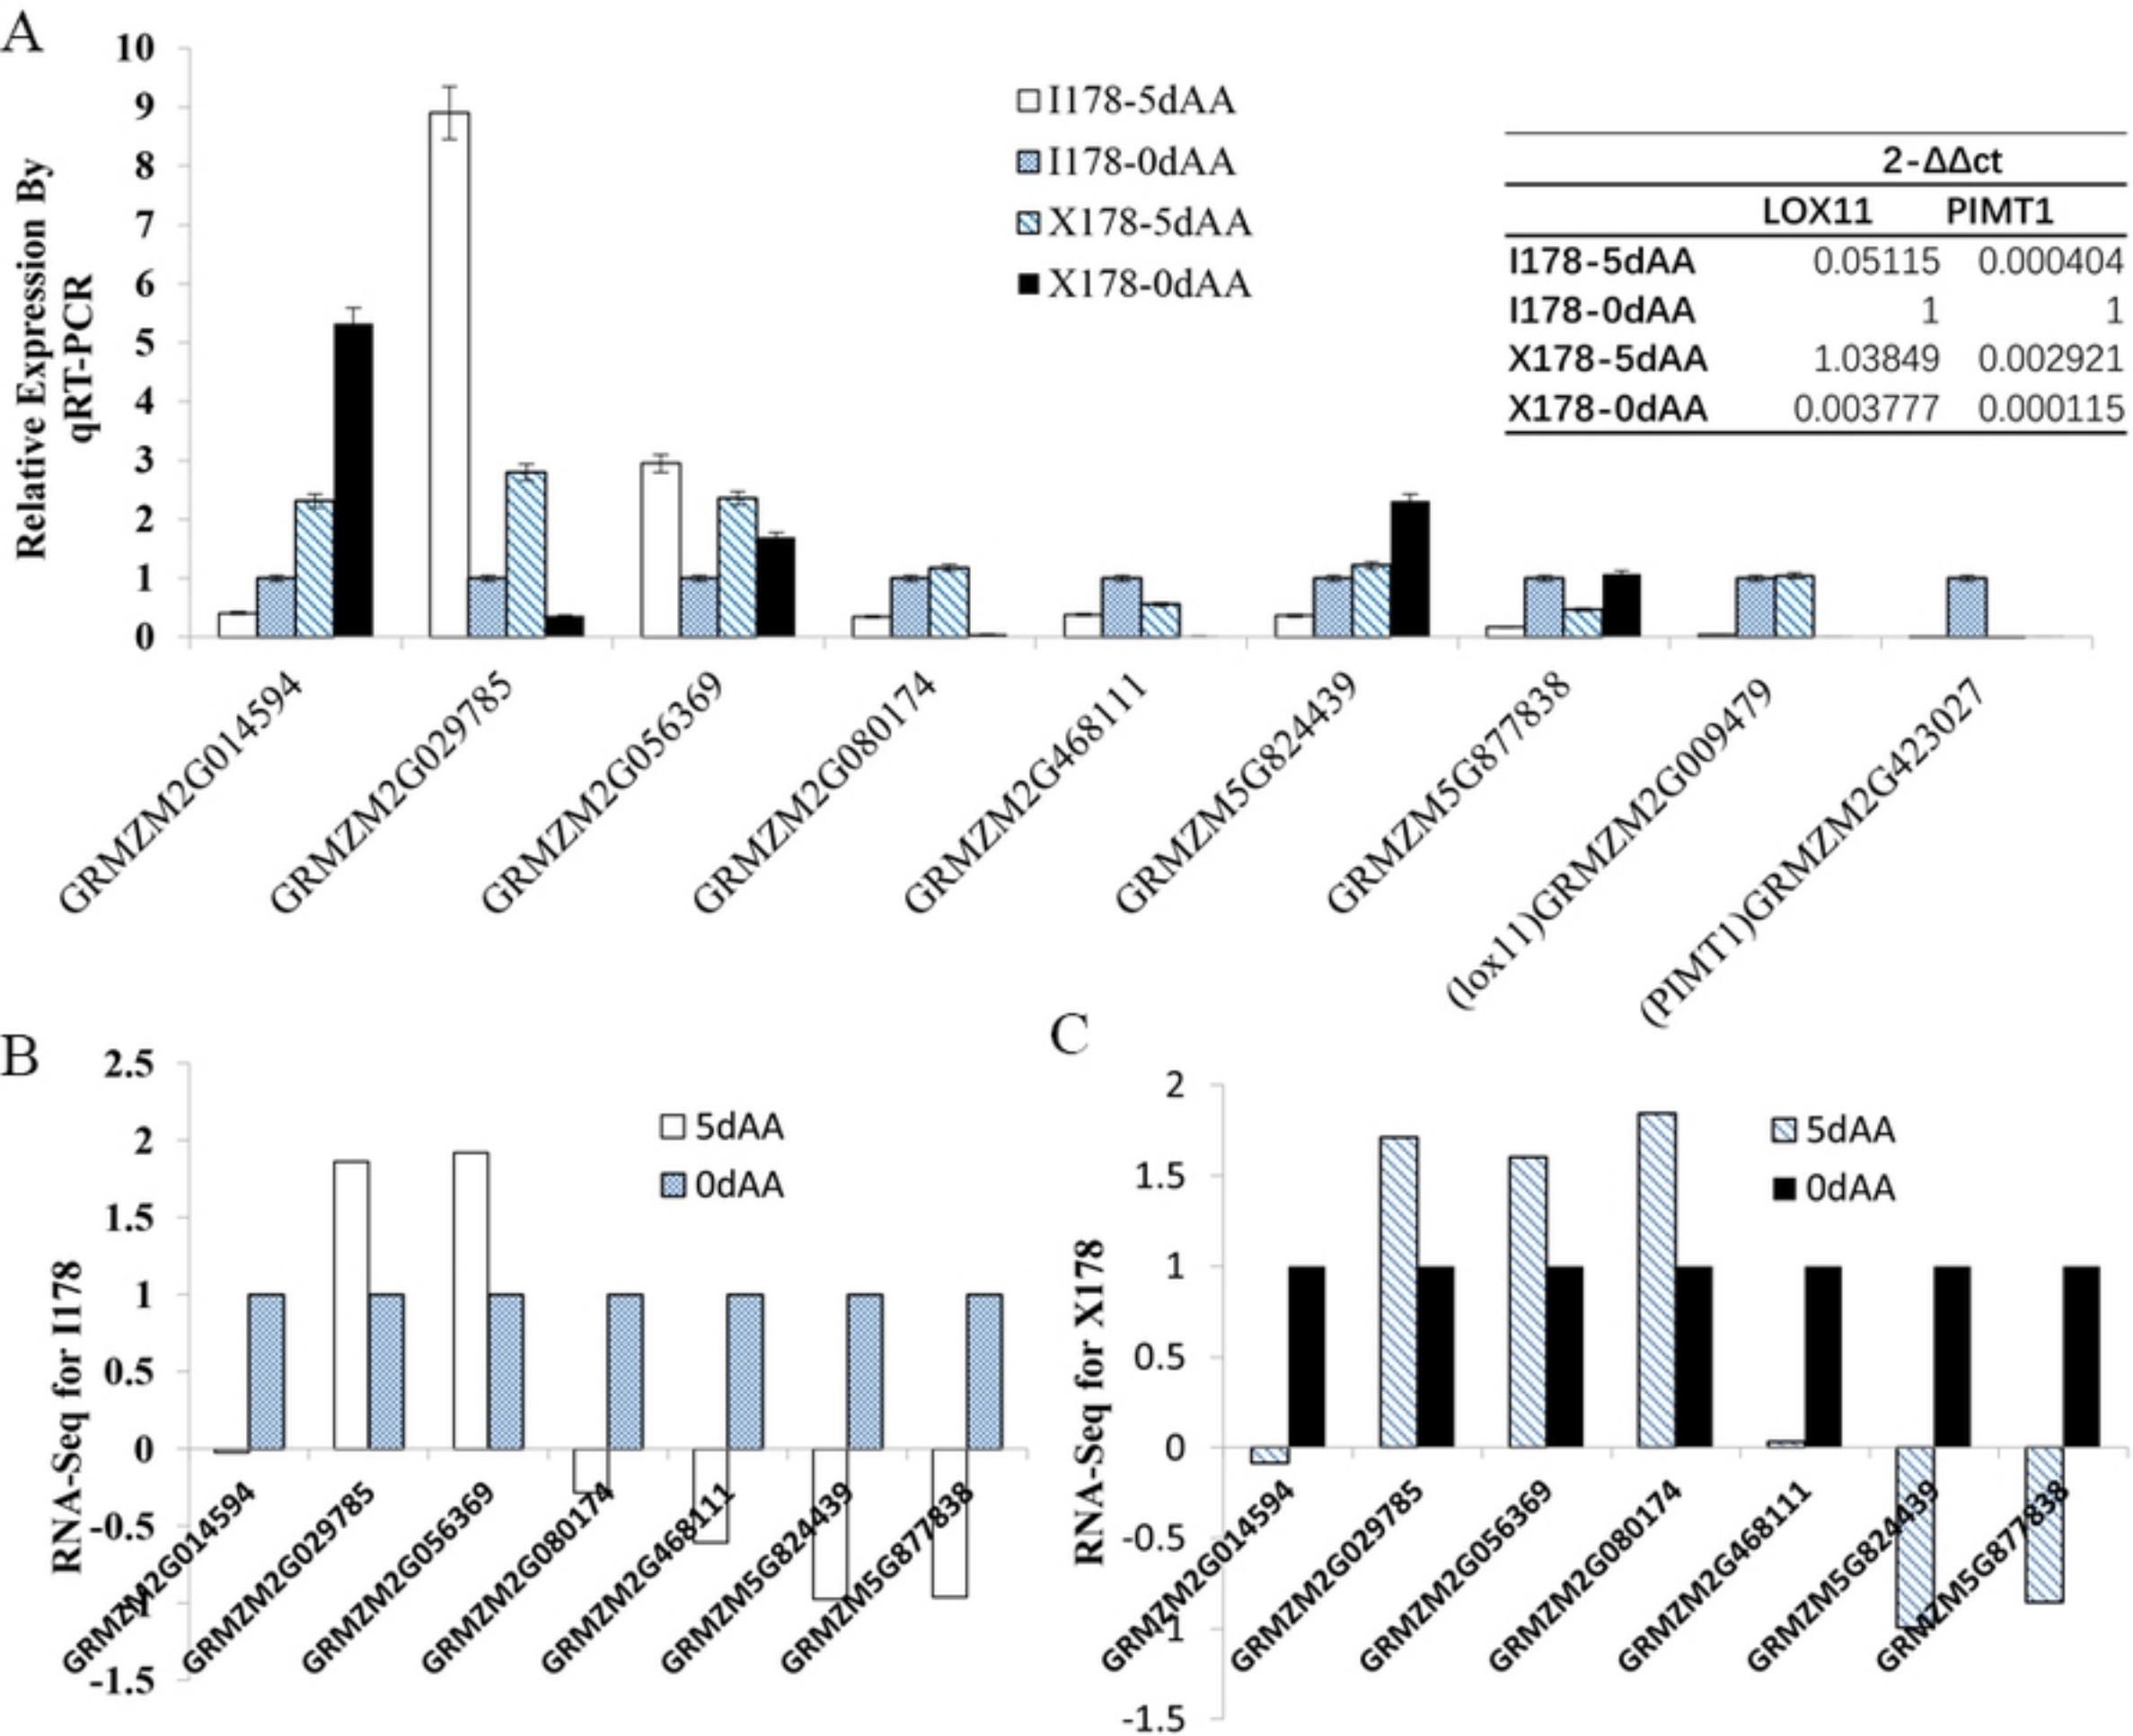 A
10
9
8
7
6
5
4
3
2
1
0
Relative Expression By
qRT-PCR
I178-5dAA
I178-0dAA
X178-5dAA
X178-0dAA
2-ΔΔct
LOX11 PIMT1
I178-5dAA 0.05115 0.000404
I178-0dAA 1 1
X178-5dAA 1.03849 0.002921
X178-0dAA 0.003777 0.000115
GRMZM2G014594
GRMZM2G029785
GRMZM2G056369
GRMZM2G080174
GRMZM2G468111
GRMZM5G824439
GRMZM5G877838
(lox11)GRMZM2G009479
(PIMT1)GRMZM2G423027
B
2.5
2
1.5
1
0.5
0
-0.5
-1
-1.5
RNA-Seq for I178
5dAA
0dAA
GRMZM2G014594
GRMZM2G029785
GRMZM2G056369
GRMZM2G080174
GRMZM2G468111
GRMZM5G824439
GRMZM5G877838
C
2
1.5
1
0.5
0
-0.5
-1
-1.5
RNA-Seq for X178
5dAA
0dAA
GRMZM2G014594
GRMZM2G029785
GRMZM2G056369
GRMZM2G080174
GRMZM2G468111
GRMZM5G824439
GRMZM5G877838